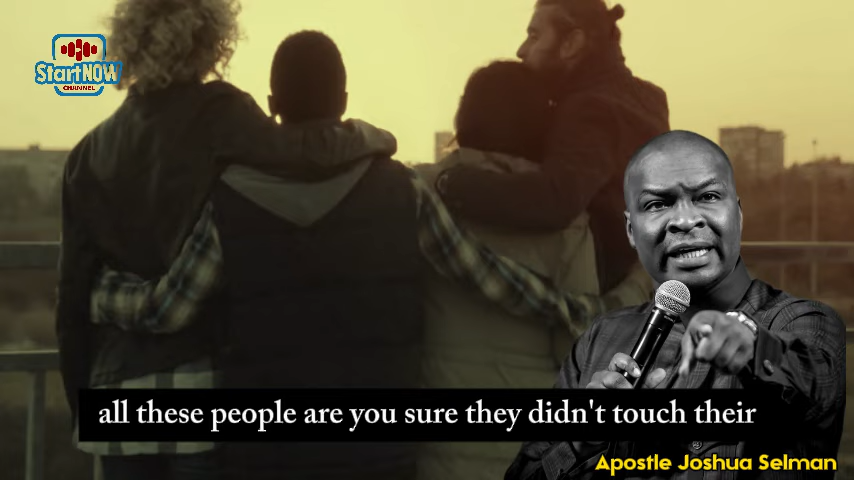 StartNOW
CHANNEL
all these people are you sure they didn't touch their
Apostle Joshua Selman